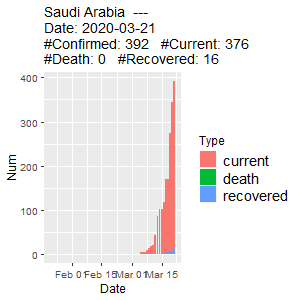 Saudi Arabia ---
Date: 2020-03-21
#Confirmed: 392 #Current: 376
#Death: 0 #Recovered: 16
400
300
200
100
0
Num
Feb 01 Feb 15 Mar 01 Mar 15
Date
Type
current
death
recovered